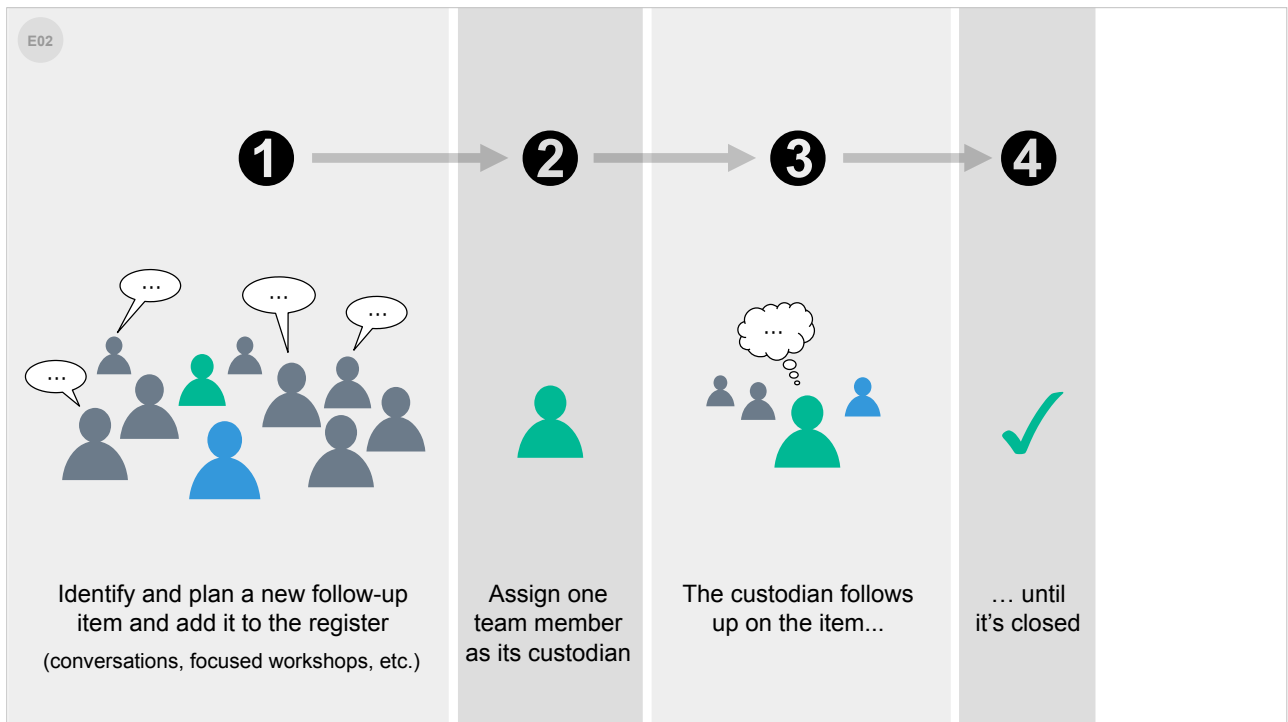 E02
1
2
3
4
...
...
...
...
...
Identify and plan a new follow-up
item and add it to the register
(conversations, focused workshops, etc.)
Assign one
team member
as its custodian
The custodian follows
up on the item...
… until
it’s closed